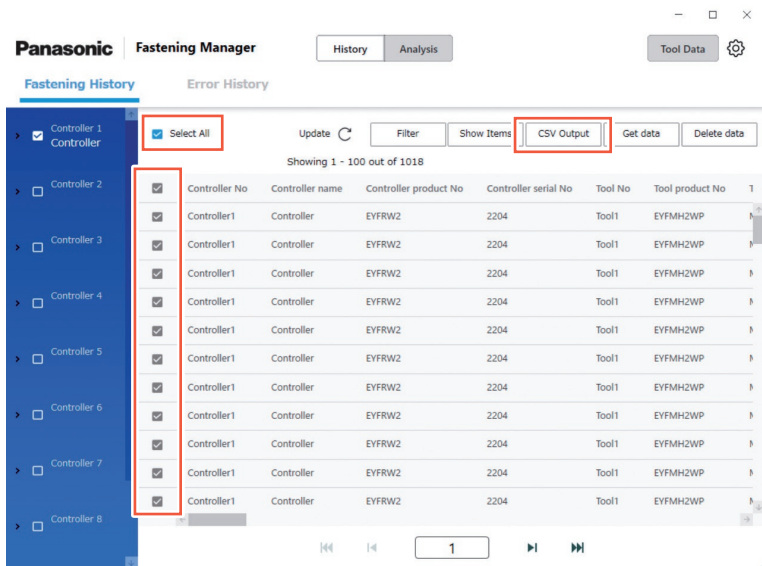 Panasonic Fastening Manager History Analysis Tool Data
Fastening History Error History
Controller 1
Controller
Select All Update Filter Show Items CSV Output Get data Delete data
Showing 1 - 100 out of 1018
Controller 2
Controller No Controller name Controller product No Controller serial No Tool No Tool product No
Controller1 Controller EYFRW2 2204 Tool1 EYFMH2WP
Controller 3
Controller1 Controller EYFRW2 2204 Tool1 EYFMH2WP
Controller1 Controller EYFRW2 2204 Tool1 EYFMH2WP
Controller 4
Controller1 Controller EYFRW2 2204 Tool1 EYFMH2WP
Controller1 Controller EYFRW2 2204 Tool1 EYFMH2WP
Controller 5
Controller1 Controller EYFRW2 2204 Tool1 EYFMH2WP
Controller1 Controller EYFRW2 2204 Tool1 EYFMH2WP
Controller 6
Controller1 Controller EYFRW2 2204 Tool1 EYFMH2WP
Controller1 Controller EYFRW2 2204 Tool1 EYFMH2WP
Controller 7
Controller1 Controller EYFRW2 2204 Tool1 EYFMH2WP
Controller1 Controller EYFRW2 2204 Tool1 EYFMH2WP
Controller 8
1